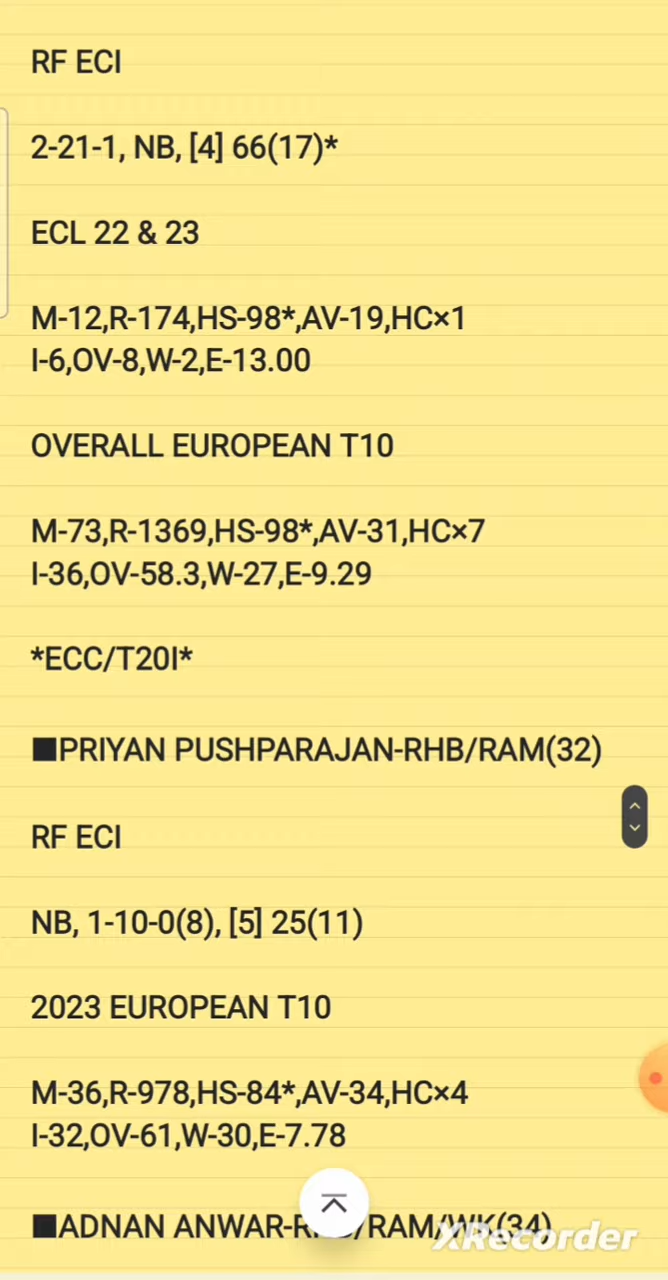 RF ECI
2-21-1, NB, [4] 66(17)*
ECL 22 & 23
M-12,R-174,HS-98*,AV-19,HC×1
I-6,OV-8,W-2,E-13.00
OVERALL EUROPEAN T10
M-73,R-1369,HS-98*,AV-31,HC×7
I-36,OV-58.3,W-27,E-9.29
*ECC/T20I*
■PRIYAN PUSHPARAJAN-RHB/RAM(32)
RF ECI
NB, 1-10-0(8), [5] 25(11)
2023 EUROPEAN T10
M-36,R-978,HS-84*,AV-34,HC×4
I-32,OV-61,W-30,E-7.78
■ADNAN ANWAR-/RAM/WK(34)
XRecorder